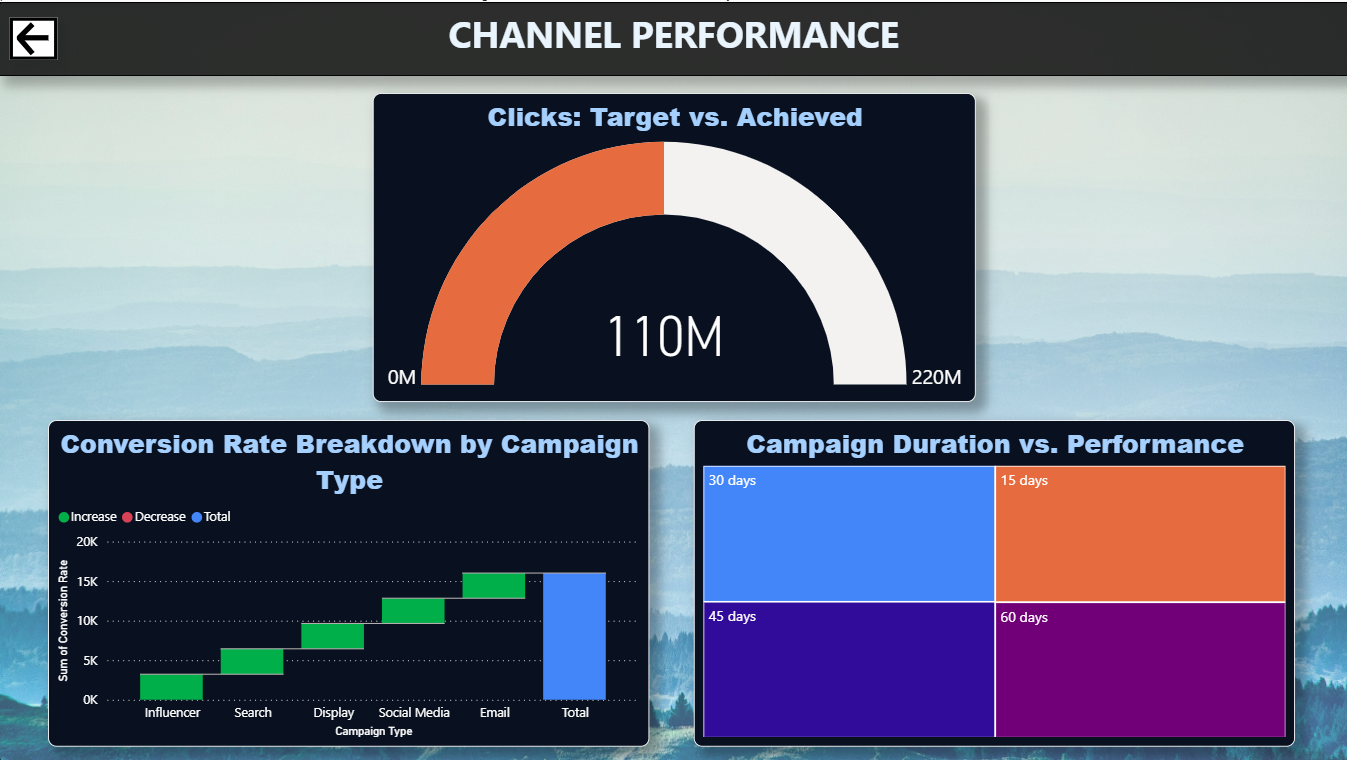 CHANNEL PERFORMANCE
Clicks: Target vs. Achieved
110M
0M
220M
Conversion Rate Breakdown by Campaign
Type
Increase Decrease Total
20K
15K
10K
5K
0K
Sum of Conversion Rate
Influencer Search Display Social Media Email Total
Campaign Type
Campaign Duration vs. Performance
30 days
15 days
45 days
60 days